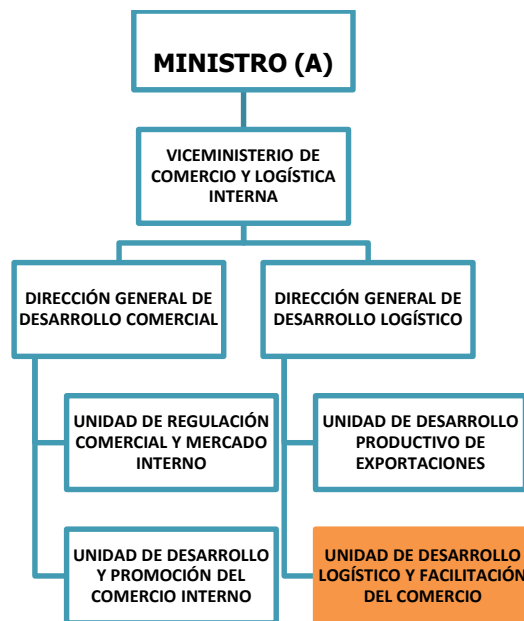 MINISTRO (A)
VICEMINISTERIO DE
COMERCIO Y LOGÍSTICA
INTERNA
DIRECCIÓN GENERAL DE
DESARROLLO COMERCIAL
DIRECCIÓN GENERAL DE
DESARROLLO LOGÍSTICO
UNIDAD DE REGULACIÓN
COMERCIAL Y MERCADO
INTERNO
UNIDAD DE DESARROLLO
PRODUCTIVO DE
EXPORTACIONES
UNIDAD DE DESARROLLO
Y PROMOCIÓN DEL
COMERCIO INTERNO
UNIDAD DE DESARROLLO
LOGÍSTICO Y FACILITACIÓN
DEL COMERCIO